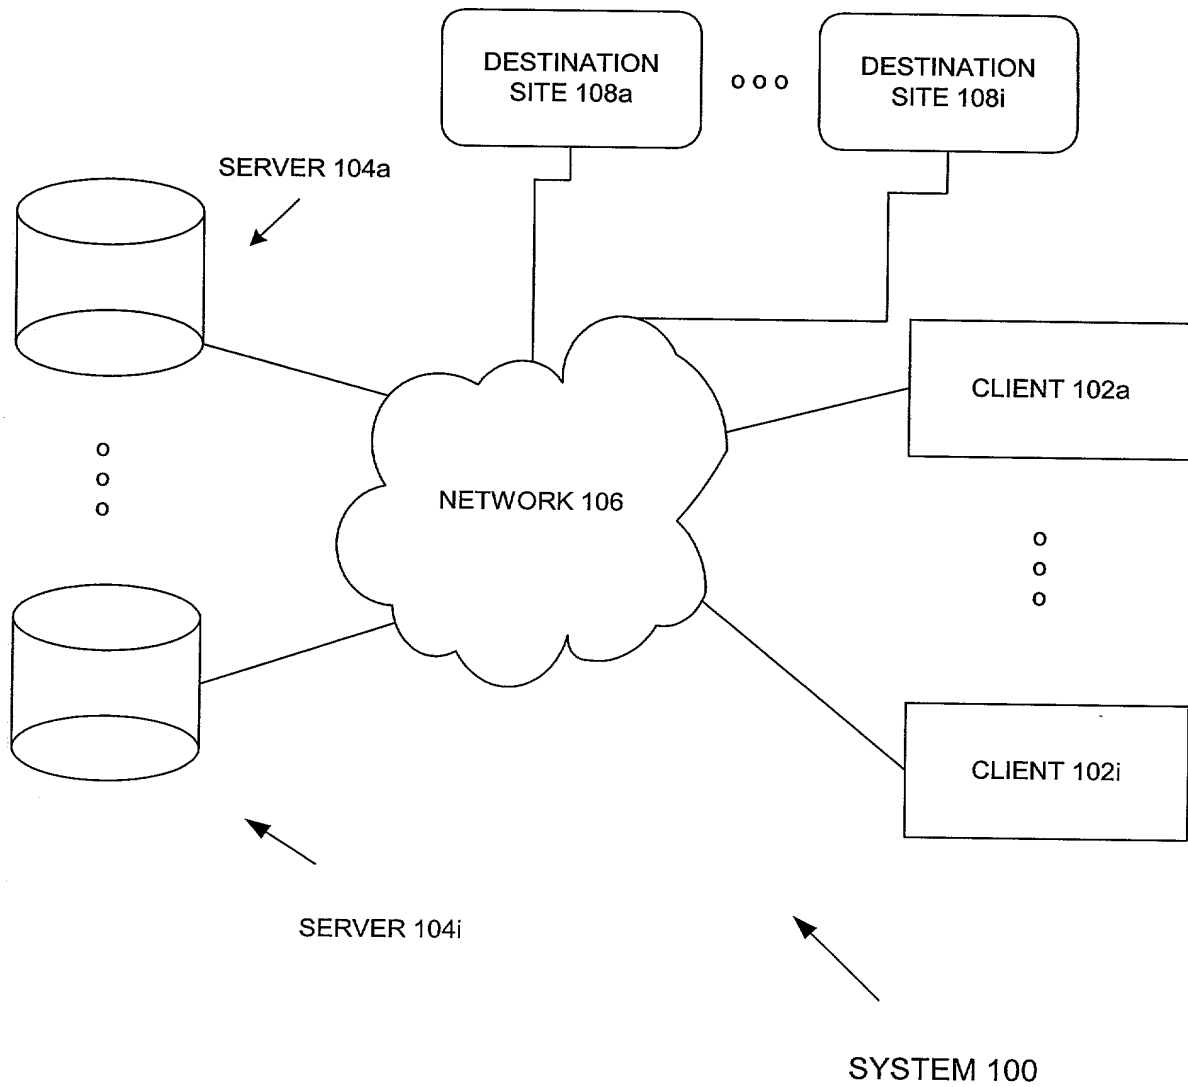 DESTINATION
SITE 108a
o o o
DESTINATION
SITE 108i
SERVER 104a
CLIENT 102a
o
o
o
NETWORK 106
o
o
o
CLIENT 102i
SERVER 104i
SYSTEM 100